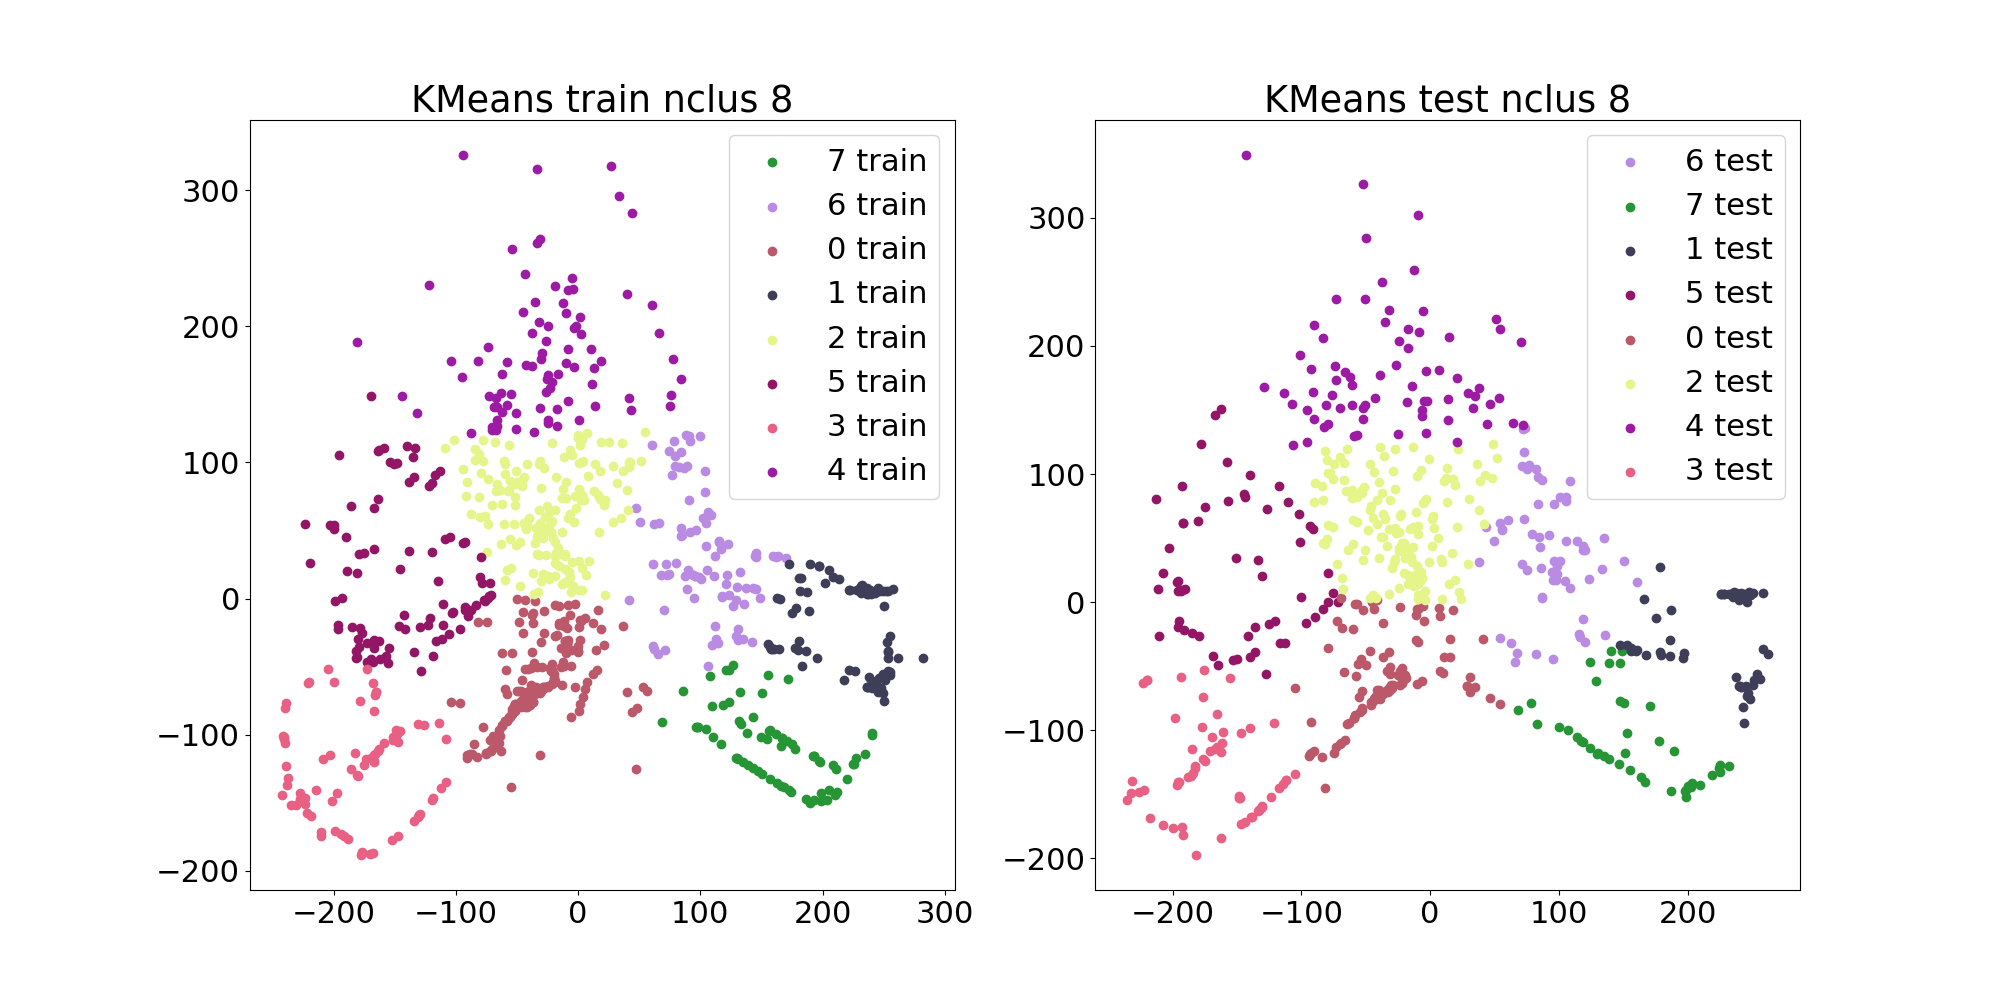 KMeans train nclus 8
7 train
6 train
0 train
1 train
2 train
5 train
3 train
4 train
300
200
100
0
−100
−200
−200 −100 0 100 200 300
KMeans test nclus 8
6 test
7 test
1 test
5 test
0 test
2 test
4 test
3 test
300
200
100
0
−100
−200
−200 −100 0 100 200